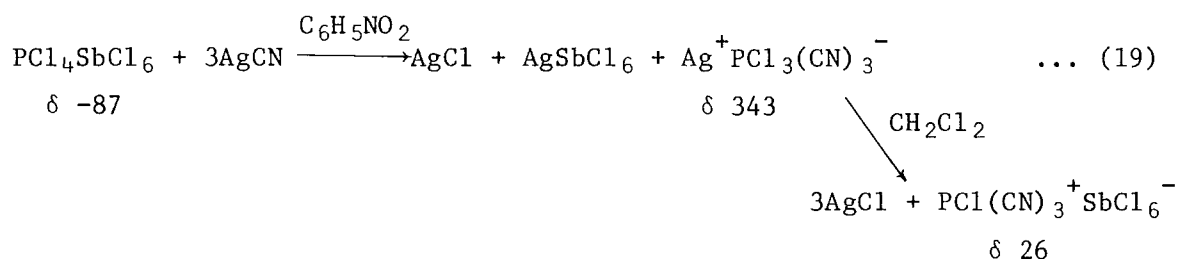 C₆H₅NO₂
PCl₄SbCl₆ + 3AgCN ⟶ AgCl + AgSbCl₆ + Ag⁺PCl₃(CN)₃⁻ ... (19)
δ -87 δ 343
CH₂Cl₂
3AgCl + PCl(CN)₃⁺SbCl₆⁻
δ 26